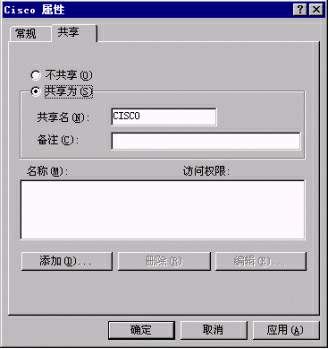 Cisco 属性
常规 共享
不共享(O)
共享为(S)
共享名(N): CISCO
备注(C):
名称(M): 访问权限:
添加(D)... 删除(R) 编辑(E)...
确定 取消 应用(A)